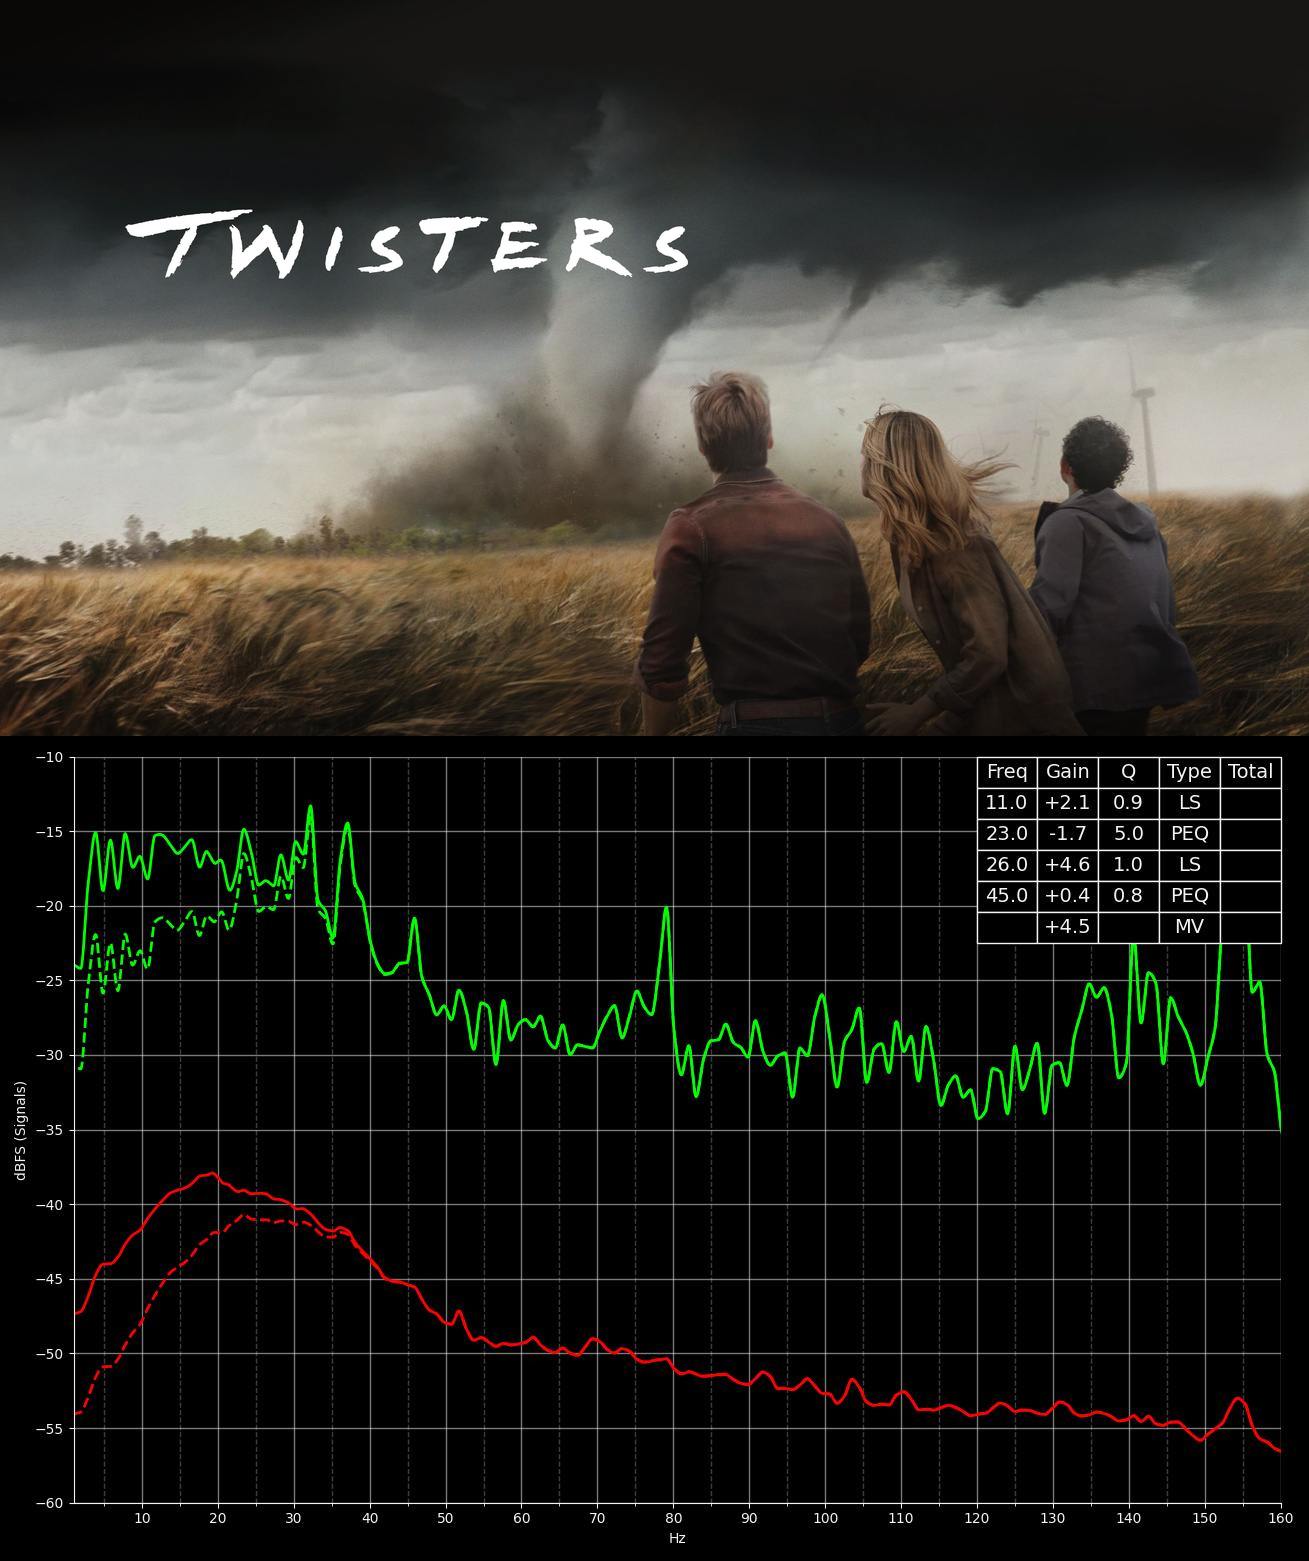 TWISTERS
Freq Gain Q Type Total
11.0 +2.1 0.9 LS
23.0 -1.7 5.0 PEQ
26.0 +4.6 1.0 LS
45.0 +0.4 0.8 PEQ
+4.5 MV
−10
−15
−20
−25
−30
−35
−40
−45
−50
−55
−60
dBFS (Signals)
10 20 30 40 50 60 70 80 90 100 110 120 130 140 150 160
Hz